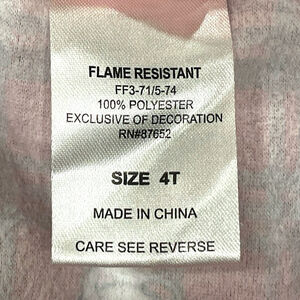 FLAME RESISTANT
FF3-71/5-74
100% POLYESTER
EXCLUSIVE OF DECORATION
RN#87652
SIZE 4T
MADE IN CHINA
CARE SEE REVERSE